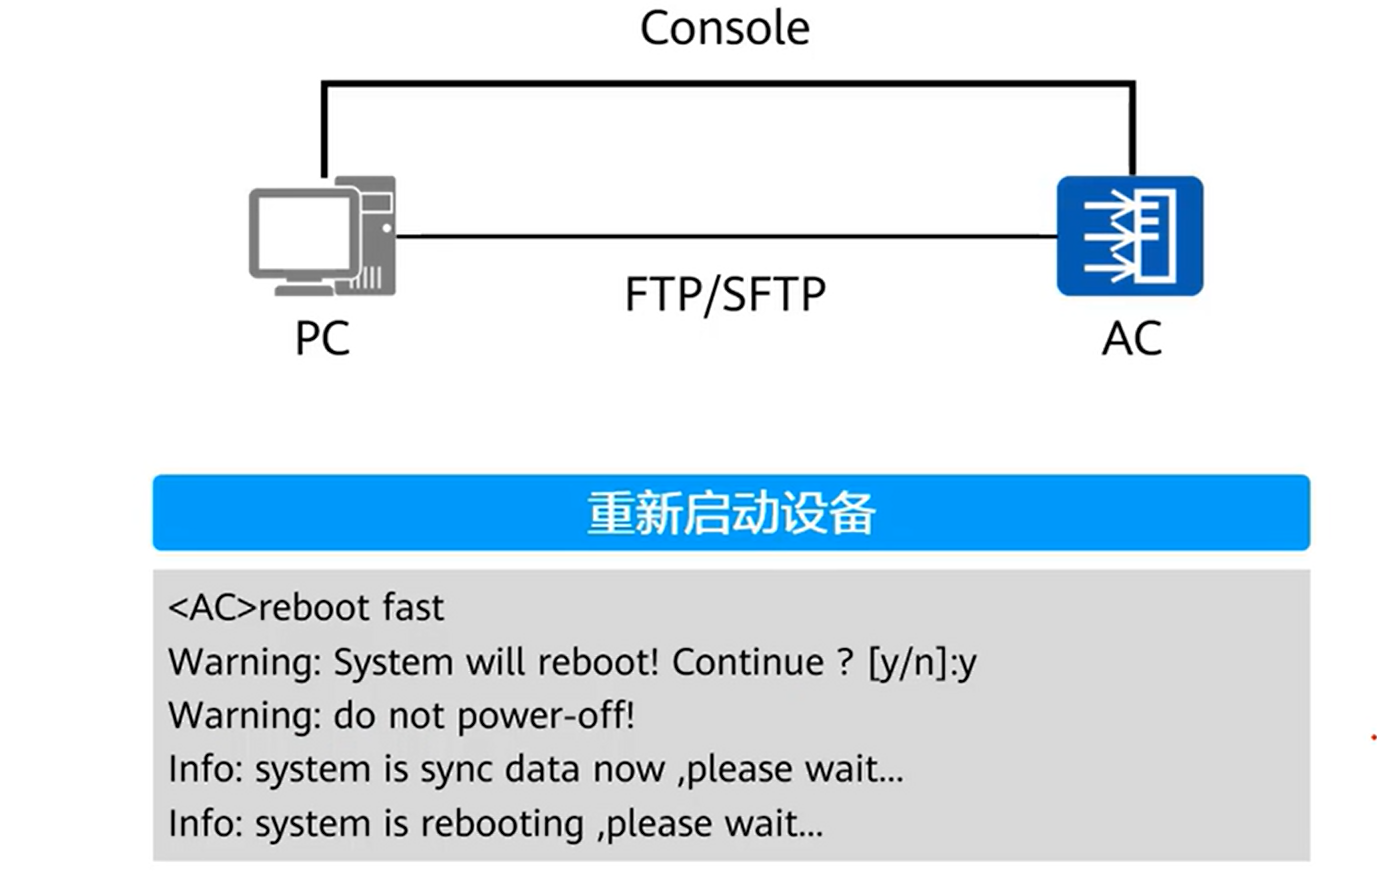 Console
FTP/SFTP
PC
AC
重新启动设备
<AC>reboot fast
Warning: System will reboot! Continue ? [y/n]:y
Warning: do not power-off!
Info: system is sync data now ,please wait...
Info: system is rebooting ,please wait...